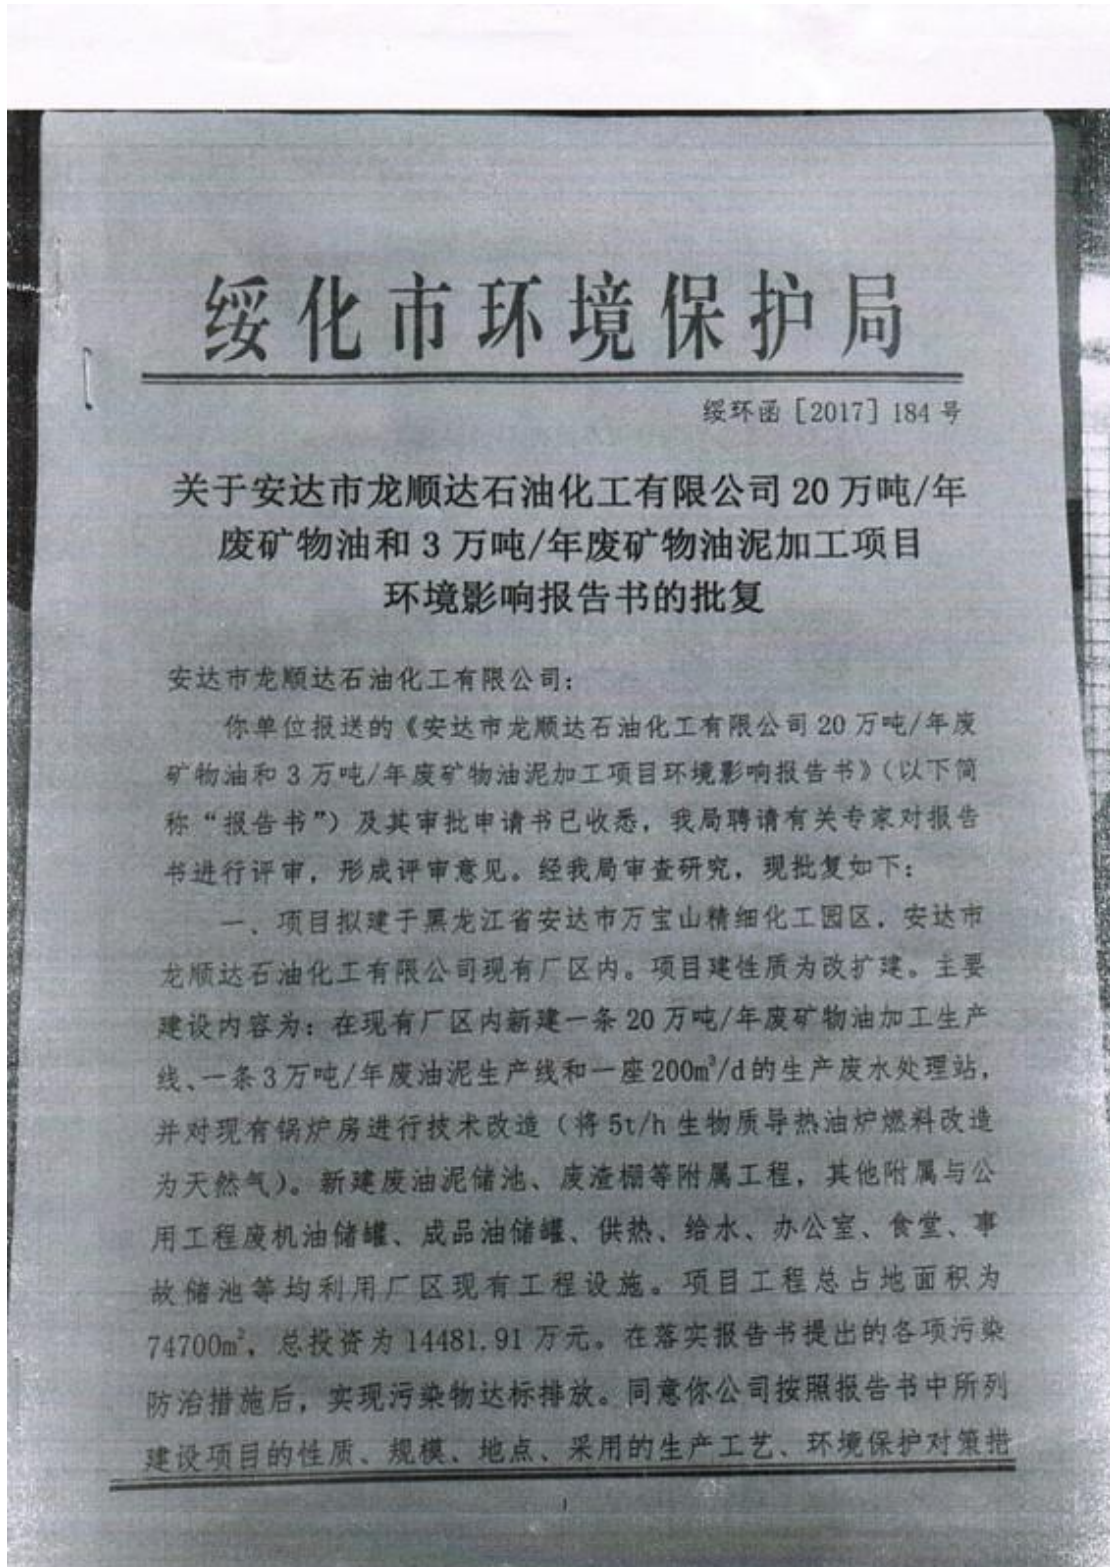 绥化市环境保护局
绥环函［2017］184号
关于安达市龙顺达石油化工有限公司20万吨/年
废矿物油和3万吨/年废矿物油泥加工项目
环境影响报告书的批复
安达市龙顺达石油化工有限公司：
你单位报送的《安达市龙顺达石油化工有限公司20万吨/年废
矿物油和3万吨/年废矿物油泥加工项目环境影响报告书》（以下简
称“报告书”）及其审批申请书已收悉，我局聘请有关专家对报告
书进行评审，形成评审意见。经我局审查研究，现批复如下：
一、项目拟建于黑龙江省安达市万宝山精细化工园区，安达市
龙顺达石油化工有限公司现有厂区内。项目建性质为改扩建。主要
建设内容为：在现有厂区内新建一条20万吨/年废矿物油加工生产
线、一条3万吨/年废油泥生产线和一座200m³/d的生产废水处理站，
并对现有锅炉房进行技术改造（将5t/h生物质导热油炉燃料改造
为天然气）。新建废油泥储池、废渣棚等附属工程，其他附属与公
用工程废机油储罐、成品油储罐、供热、给水、办公室、食堂、事
故储池等均利用厂区现有工程设施。项目工程总占地面积为
74700m²，总投资为14481.91万元。在落实报告书提出的各项污染
防治措施后，实现污染物达标排放。同意你公司按照报告书中所列
建设项目的性质、规模、地点、采用的生产工艺、环境保护对策措
1